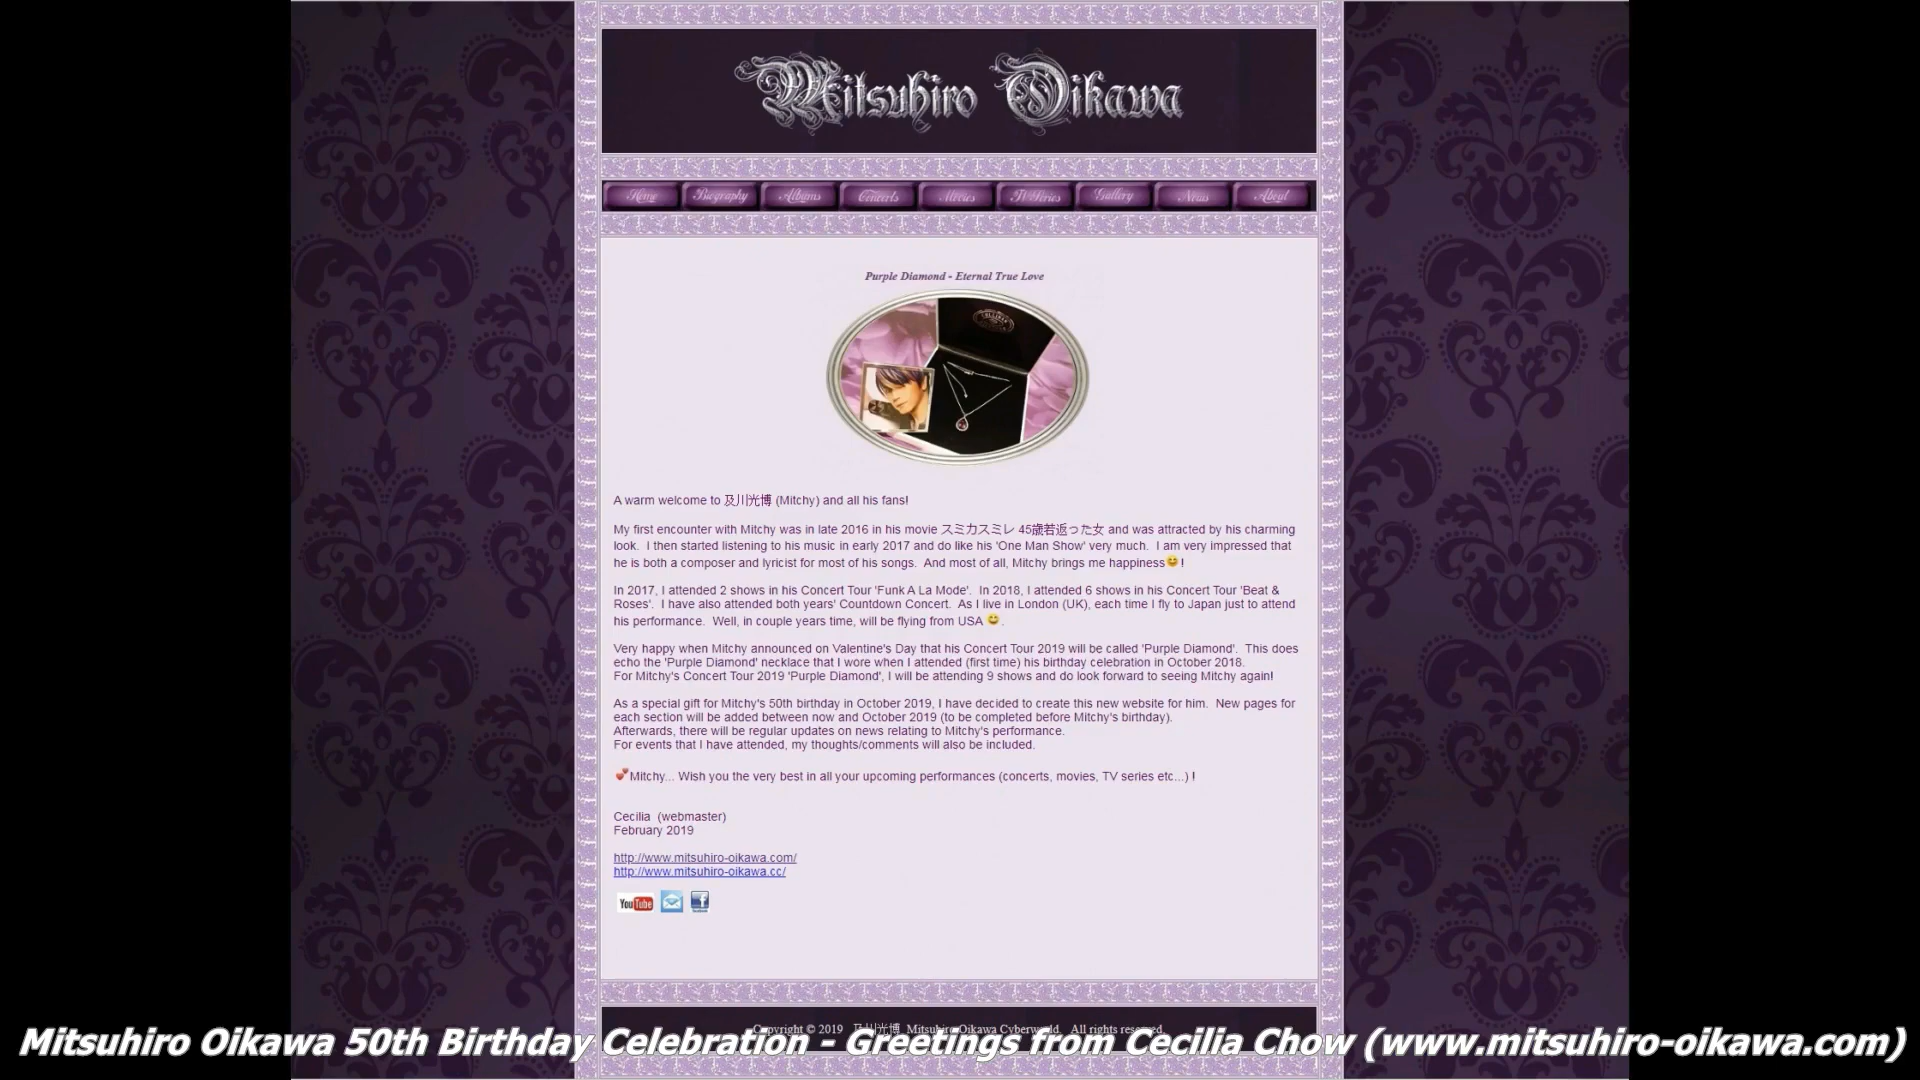 Mitsuhiro Oikawa
Home Biography Albums Concerts Movies TV Series Gallery News About
Purple Diamond - Eternal True Love
A warm welcome to 及川光博 (Mitchy) and all his fans!
My first encounter with Mitchy was in late 2016 in his movie スミカスミレ 45歳若返った女 and was attracted by his charming
look.  I then started listening to his music in early 2017 and do like his 'One Man Show' very much.  I am very impressed that
he is both a composer and lyricist for most of his songs.  And most of all, Mitchy brings me happiness😊!
In 2017, I attended 2 shows in his Concert Tour 'Funk A La Mode'.  In 2018, I attended 6 shows in his Concert Tour 'Beat &
Roses'.  I have also attended both years' Countdown Concert.  As I live in London (UK), each time I fly to Japan just to attend
his performance.  Well, in couple years time, will be flying from USA 😄.
Very happy when Mitchy announced on Valentine's Day that his Concert Tour 2019 will be called 'Purple Diamond'.  This does
echo the 'Purple Diamond' necklace that I wore when I attended (first time) his birthday celebration in October 2018.
For Mitchy's Concert Tour 2019 'Purple Diamond', I will be attending 9 shows and do look forward to seeing Mitchy again!
As a special gift for Mitchy's 50th birthday in October 2019, I have decided to create this new website for him.  New pages for
each section will be added between now and October 2019 (to be completed before Mitchy's birthday).
Afterwards, there will be regular updates on news relating to Mitchy's performance.
For events that I have attended, my thoughts/comments will also be included.
💕Mitchy... Wish you the very best in all your upcoming performances (concerts, movies, TV series etc...) !
Cecilia  (webmaster)
February 2019
http://www.mitsuhiro-oikawa.com/
http://www.mitsuhiro-oikawa.cc/
YouTube
Copyright © 2019   及川光博  Mitsuhiro Oikawa Cyberworld.   All rights reserved.
Mitsuhiro Oikawa 50th Birthday Celebration - Greetings from Cecilia Chow (www.mitsuhiro-oikawa.com)